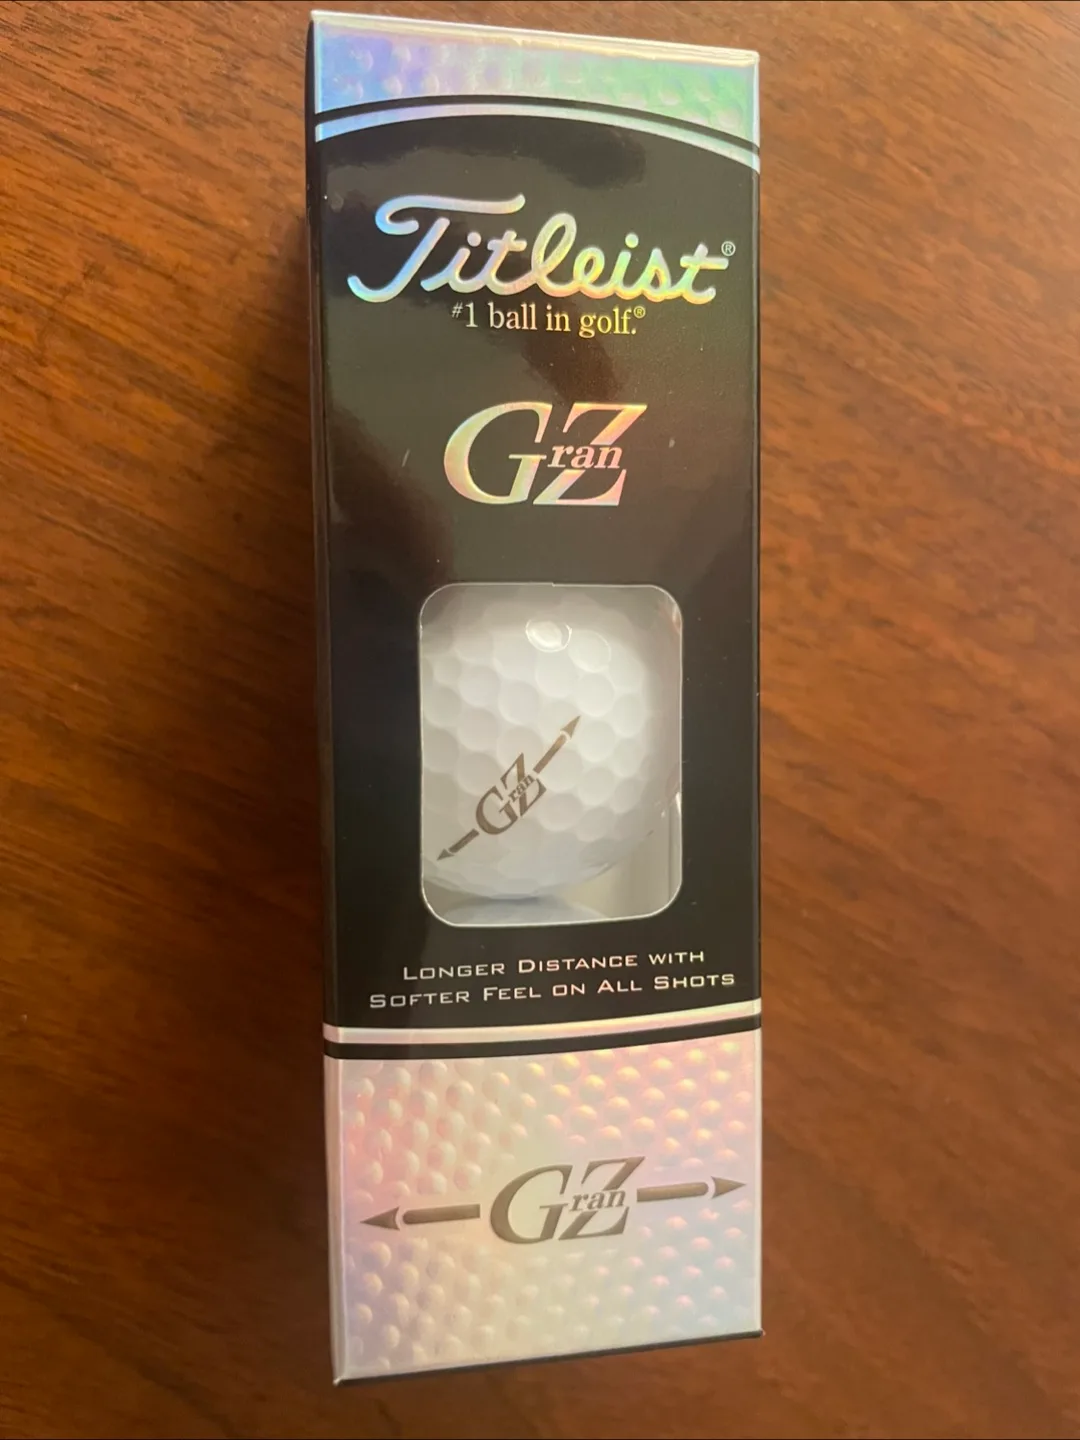 Titleist®
#1 ball in golf.®
GranZ
GranZ
LONGER DISTANCE WITH
SOFTER FEEL ON ALL SHOTS
GranZ